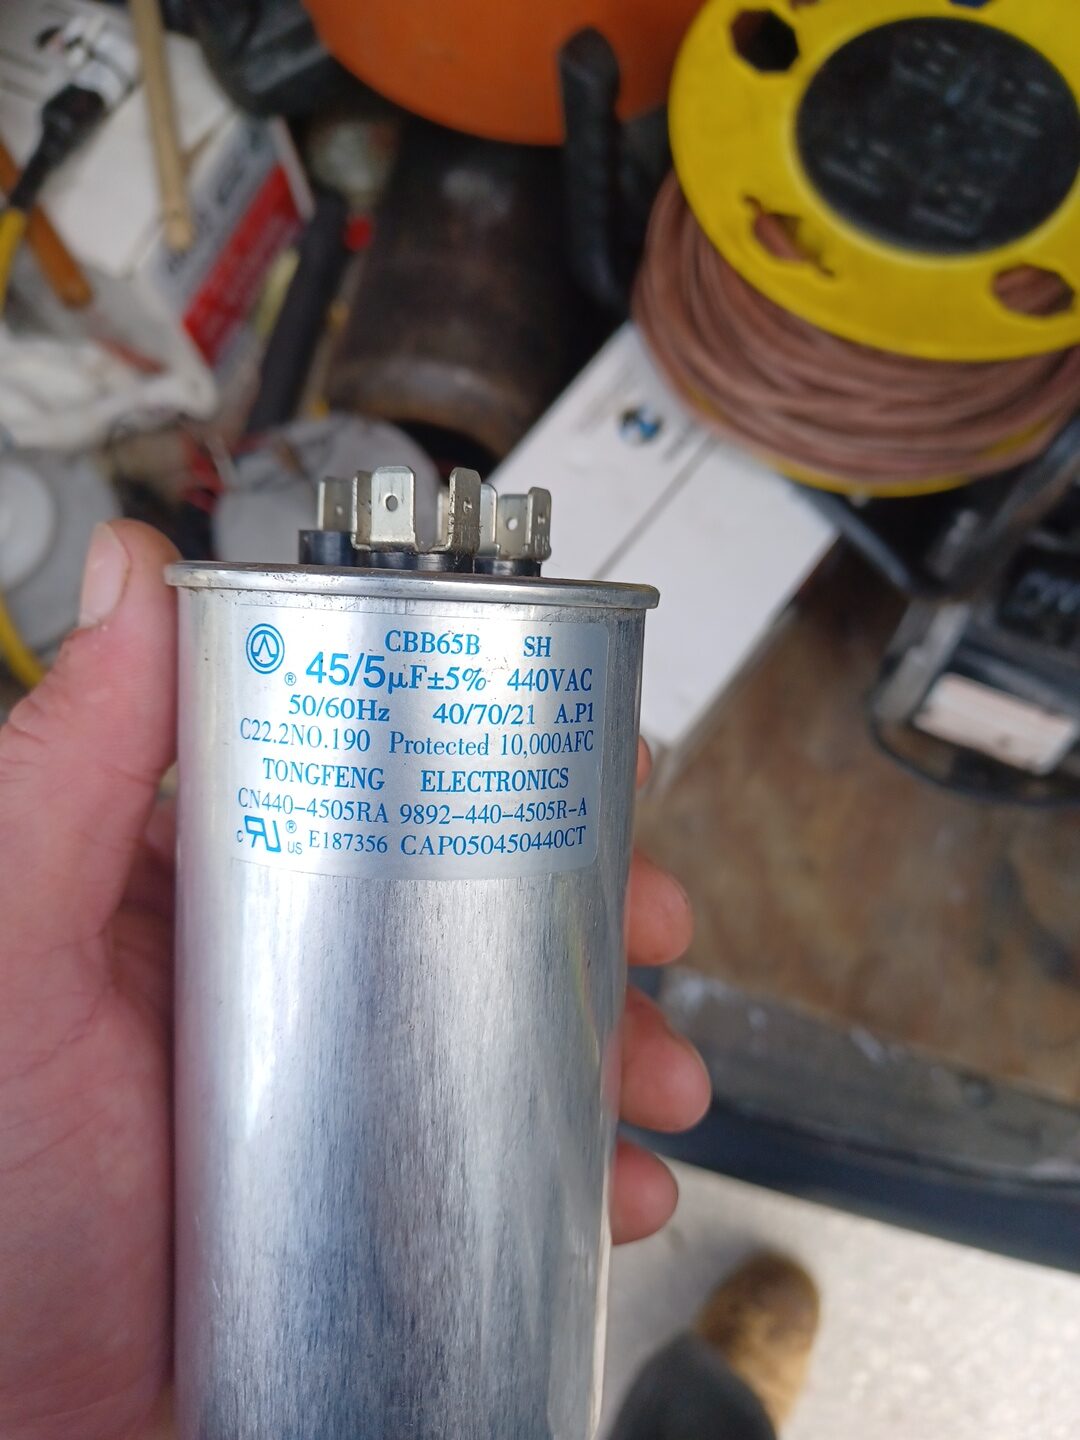 CBB65B SH
® 45/5µF±5% 440VAC
50/60Hz 40/70/21 A.P1
C22.2NO.190 Protected 10,000AFC
TONGFENG ELECTRONICS
CN440-4505RA 9892-440-4505R-A
c RU ® US E187356 CAP050450440CT